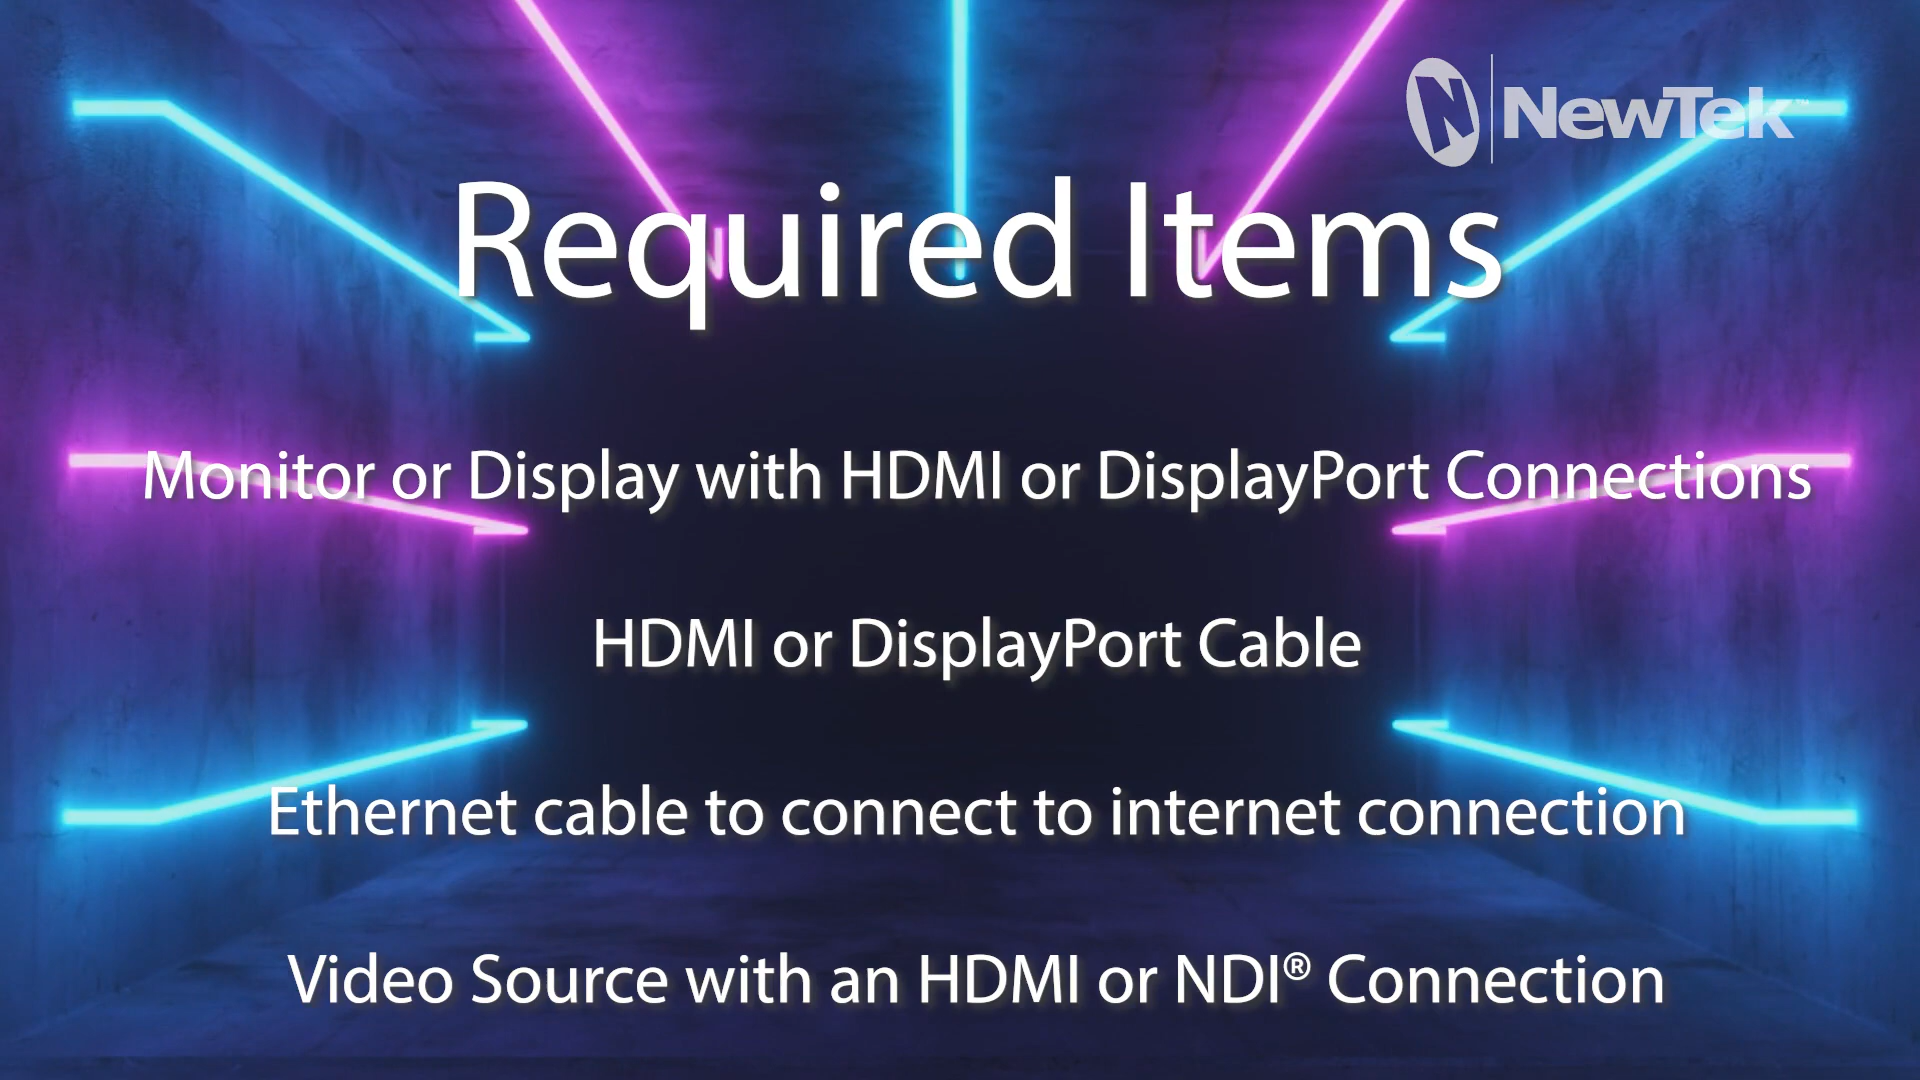 NewTek™
Required Items
Monitor or Display with HDMI or DisplayPort Connections
HDMI or DisplayPort Cable
Ethernet cable to connect to internet connection
Video Source with an HDMI or NDI® Connection